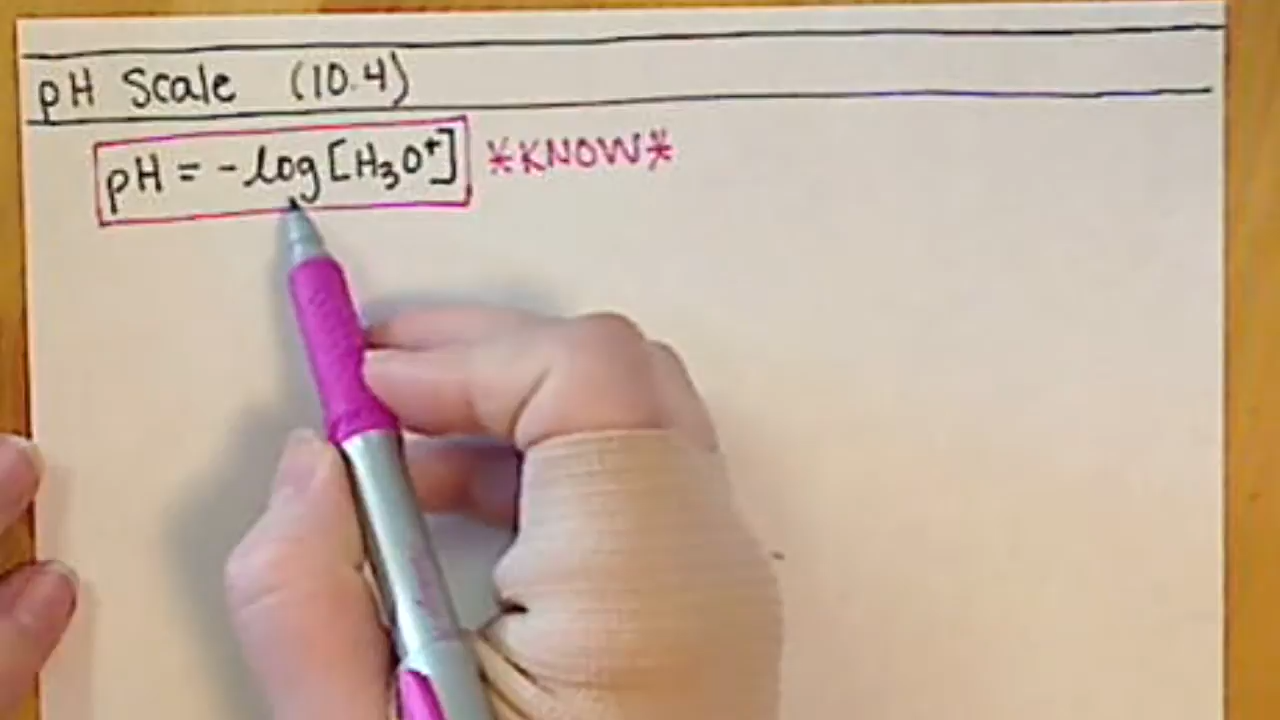 pH Scale (10.4)
pH = -log[H₃O⁺] *KNOW*